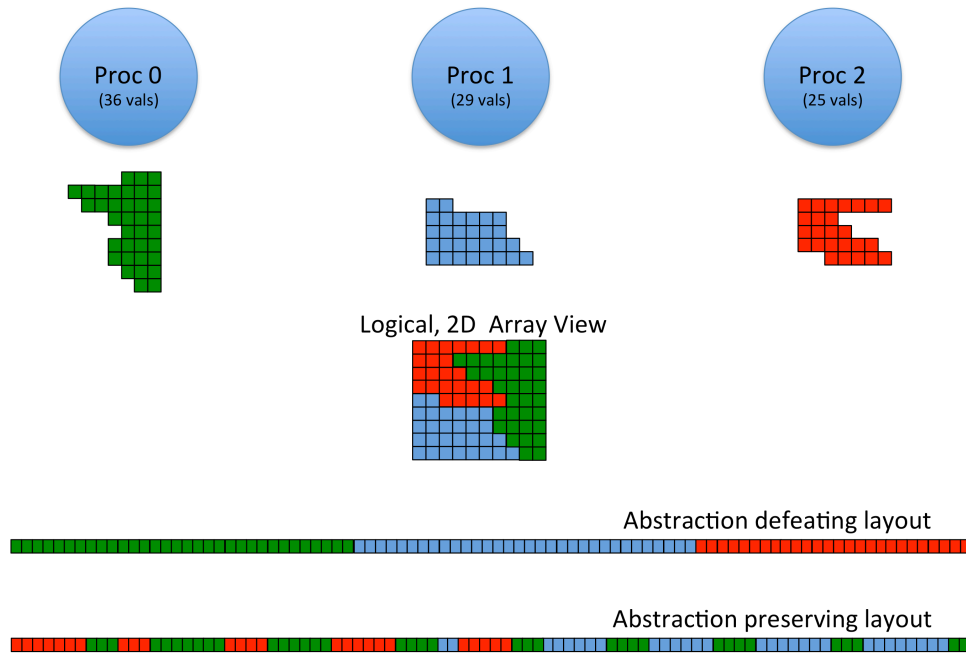 Proc 0
(36 vals)
Proc 1
(29 vals)
Proc 2
(25 vals)
Logical, 2D Array View
Abstraction defeating layout
Abstraction preserving layout